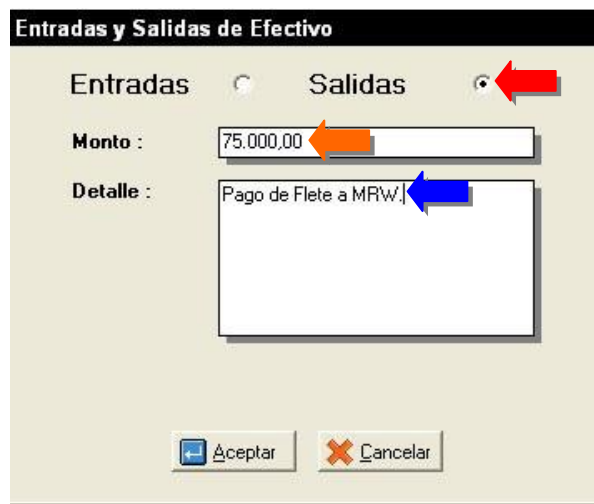 Entradas y Salidas de Efectivo
Entradas Salidas
Monto : 75.000,00
Detalle : Pago de Flete a MRW.
Aceptar Cancelar